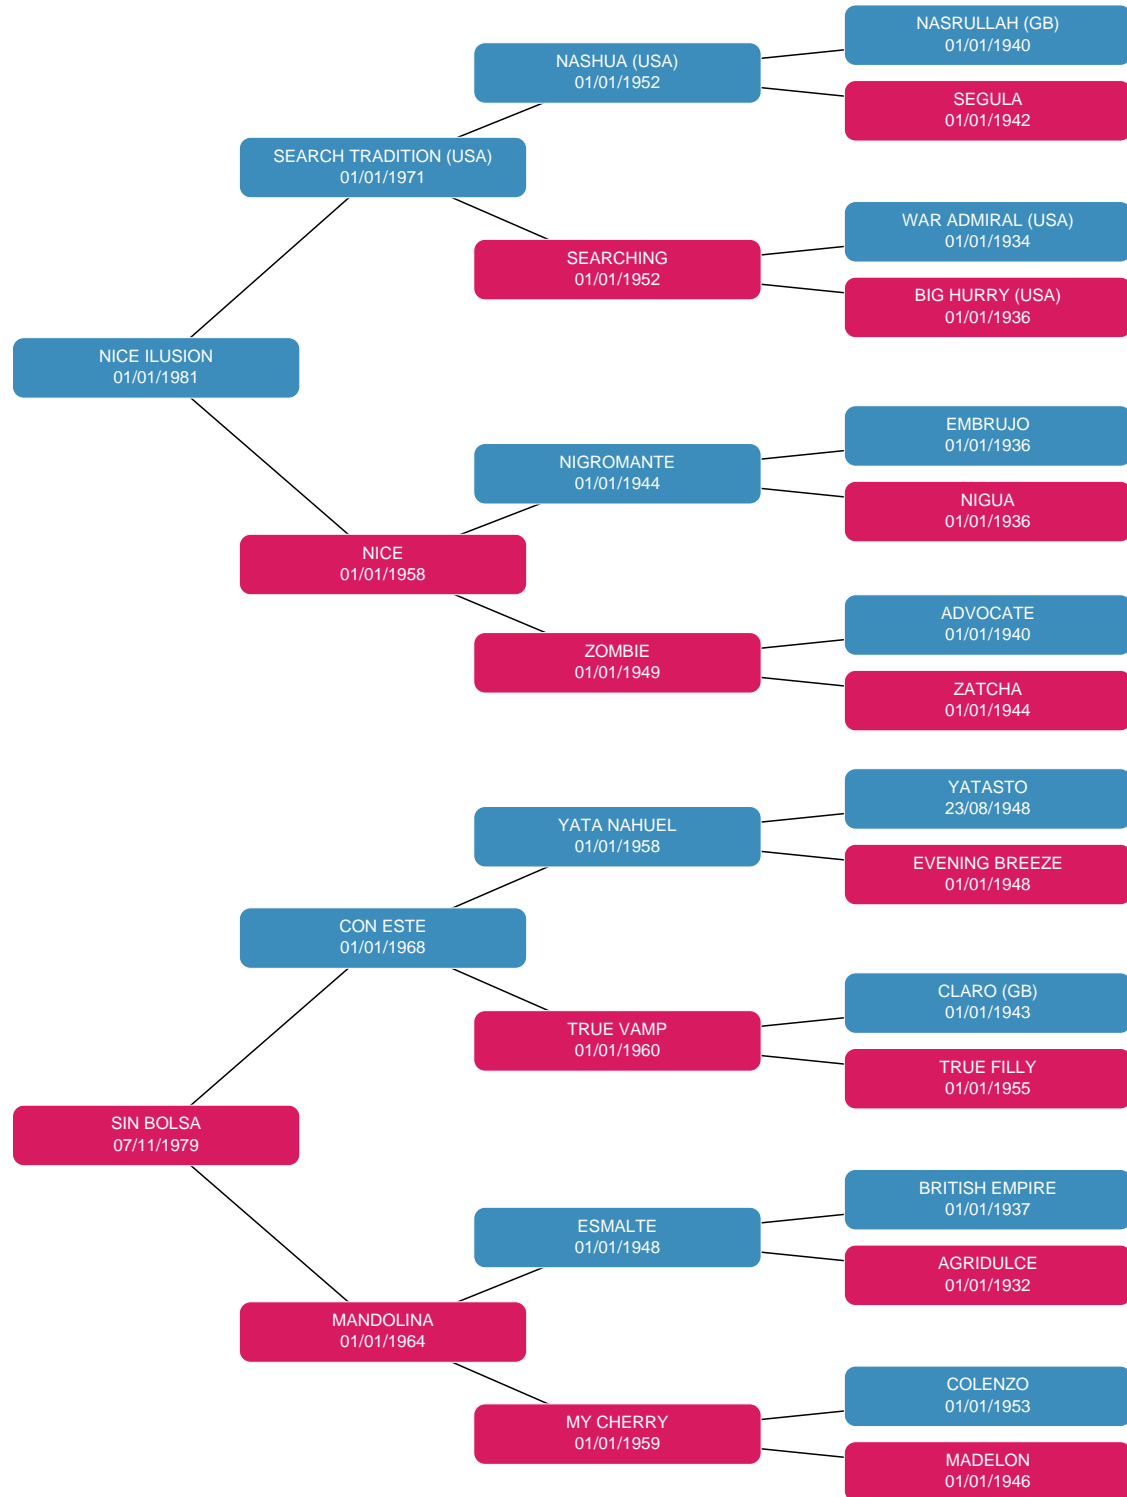 NASRULLAH (GB)
01/01/1940
NASHUA (USA)
01/01/1952
SEGULA
01/01/1942
SEARCH TRADITION (USA)
01/01/1971
WAR ADMIRAL (USA)
01/01/1934
SEARCHING
01/01/1952
BIG HURRY (USA)
01/01/1936
NICE ILUSION
01/01/1981
EMBRUJO
01/01/1936
NIGROMANTE
01/01/1944
NIGUA
01/01/1936
NICE
01/01/1958
ADVOCATE
01/01/1940
ZOMBIE
01/01/1949
ZATCHA
01/01/1944
YATASTO
23/08/1948
YATA NAHUEL
01/01/1958
EVENING BREEZE
01/01/1948
CON ESTE
01/01/1968
CLARO (GB)
01/01/1943
TRUE VAMP
01/01/1960
TRUE FILLY
01/01/1955
SIN BOLSA
07/11/1979
BRITISH EMPIRE
01/01/1937
ESMALTE
01/01/1948
AGRIDULCE
01/01/1932
MANDOLINA
01/01/1964
COLENZO
01/01/1953
MY CHERRY
01/01/1959
MADELON
01/01/1946